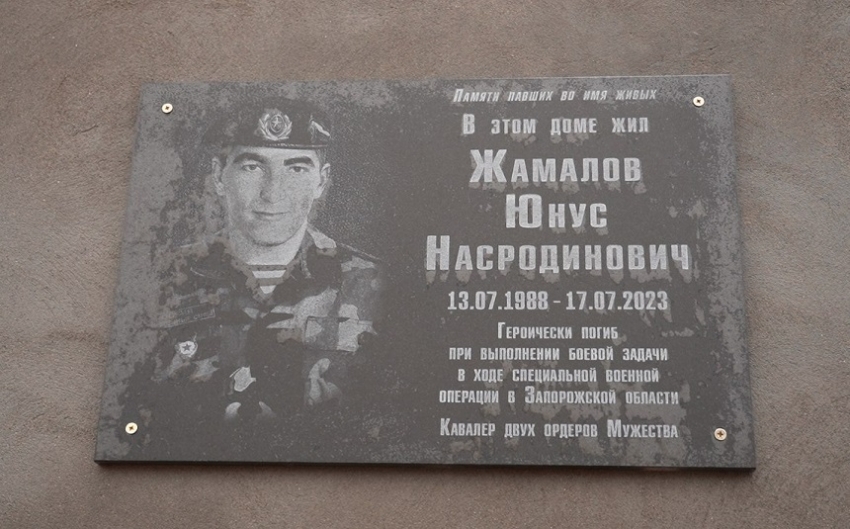 Памяти павших во имя живых
В этом доме жил
Жамалов
Юнус
Насродинович
13.07.1988 - 17.07.2023
Героически погиб
при выполнении боевой задачи
в ходе специальной военной
операции в Запорожской области
Кавалер двух орденов Мужества